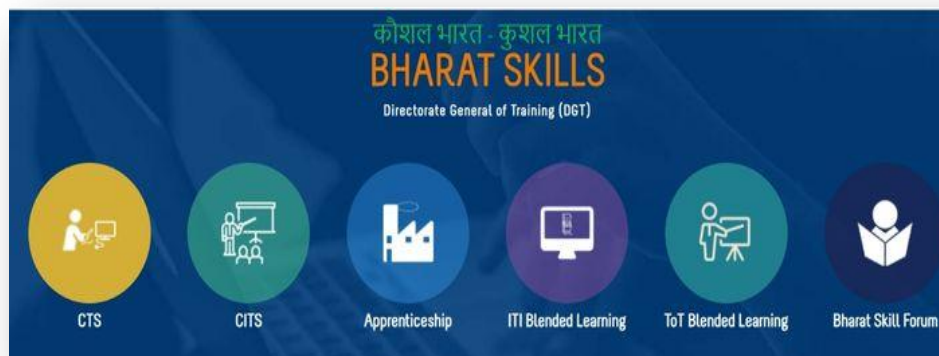 कौशल भारत - कुशल भारत
BHARAT SKILLS
Directorate General of Training (DGT)
CTS
CITS
Apprenticeship
ITI Blended Learning
ToT Blended Learning
Bharat Skill Forum